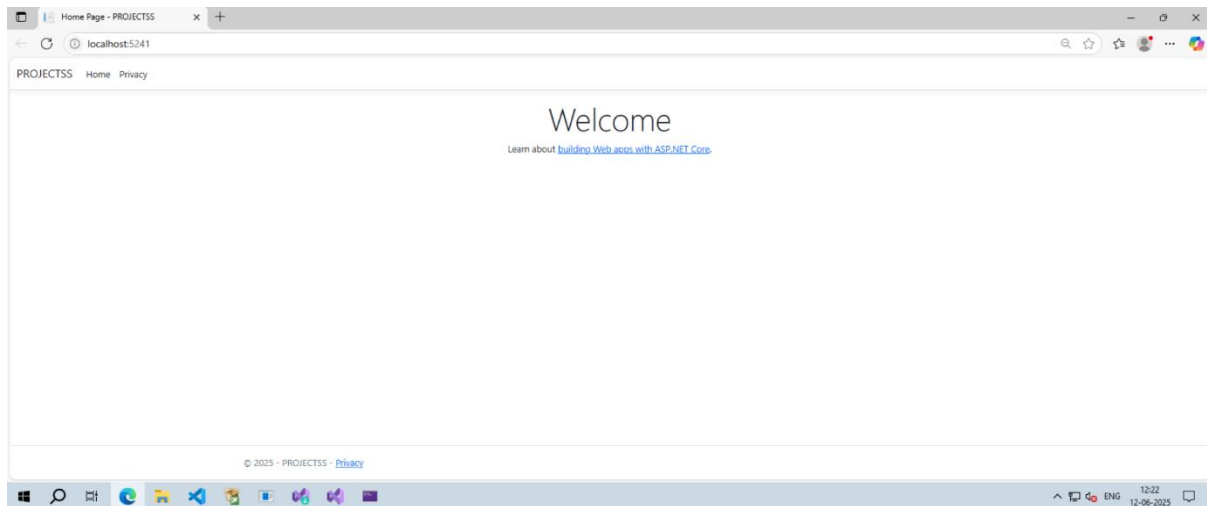 Home Page - PROJECTSS
localhost:5241
PROJECTSS Home Privacy
Welcome
Learn about building Web apps with ASP.NET Core.
© 2025 - PROJECTSS - Privacy
ENG
12:22
12-06-2025